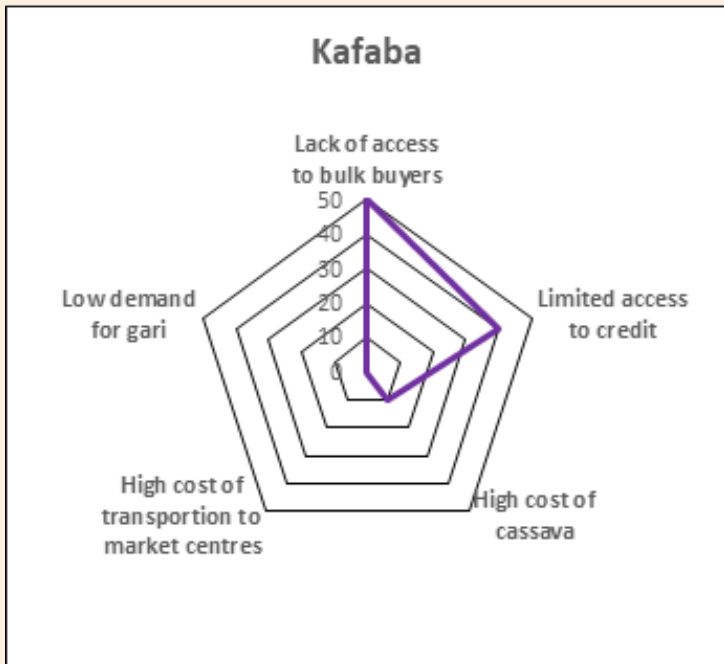 Kafaba
Lack of access
to bulk buyers
50
40
30
20
10
0
Limited access
to credit
High cost of
cassava
High cost of
transportion to
market centres
Low demand
for gari